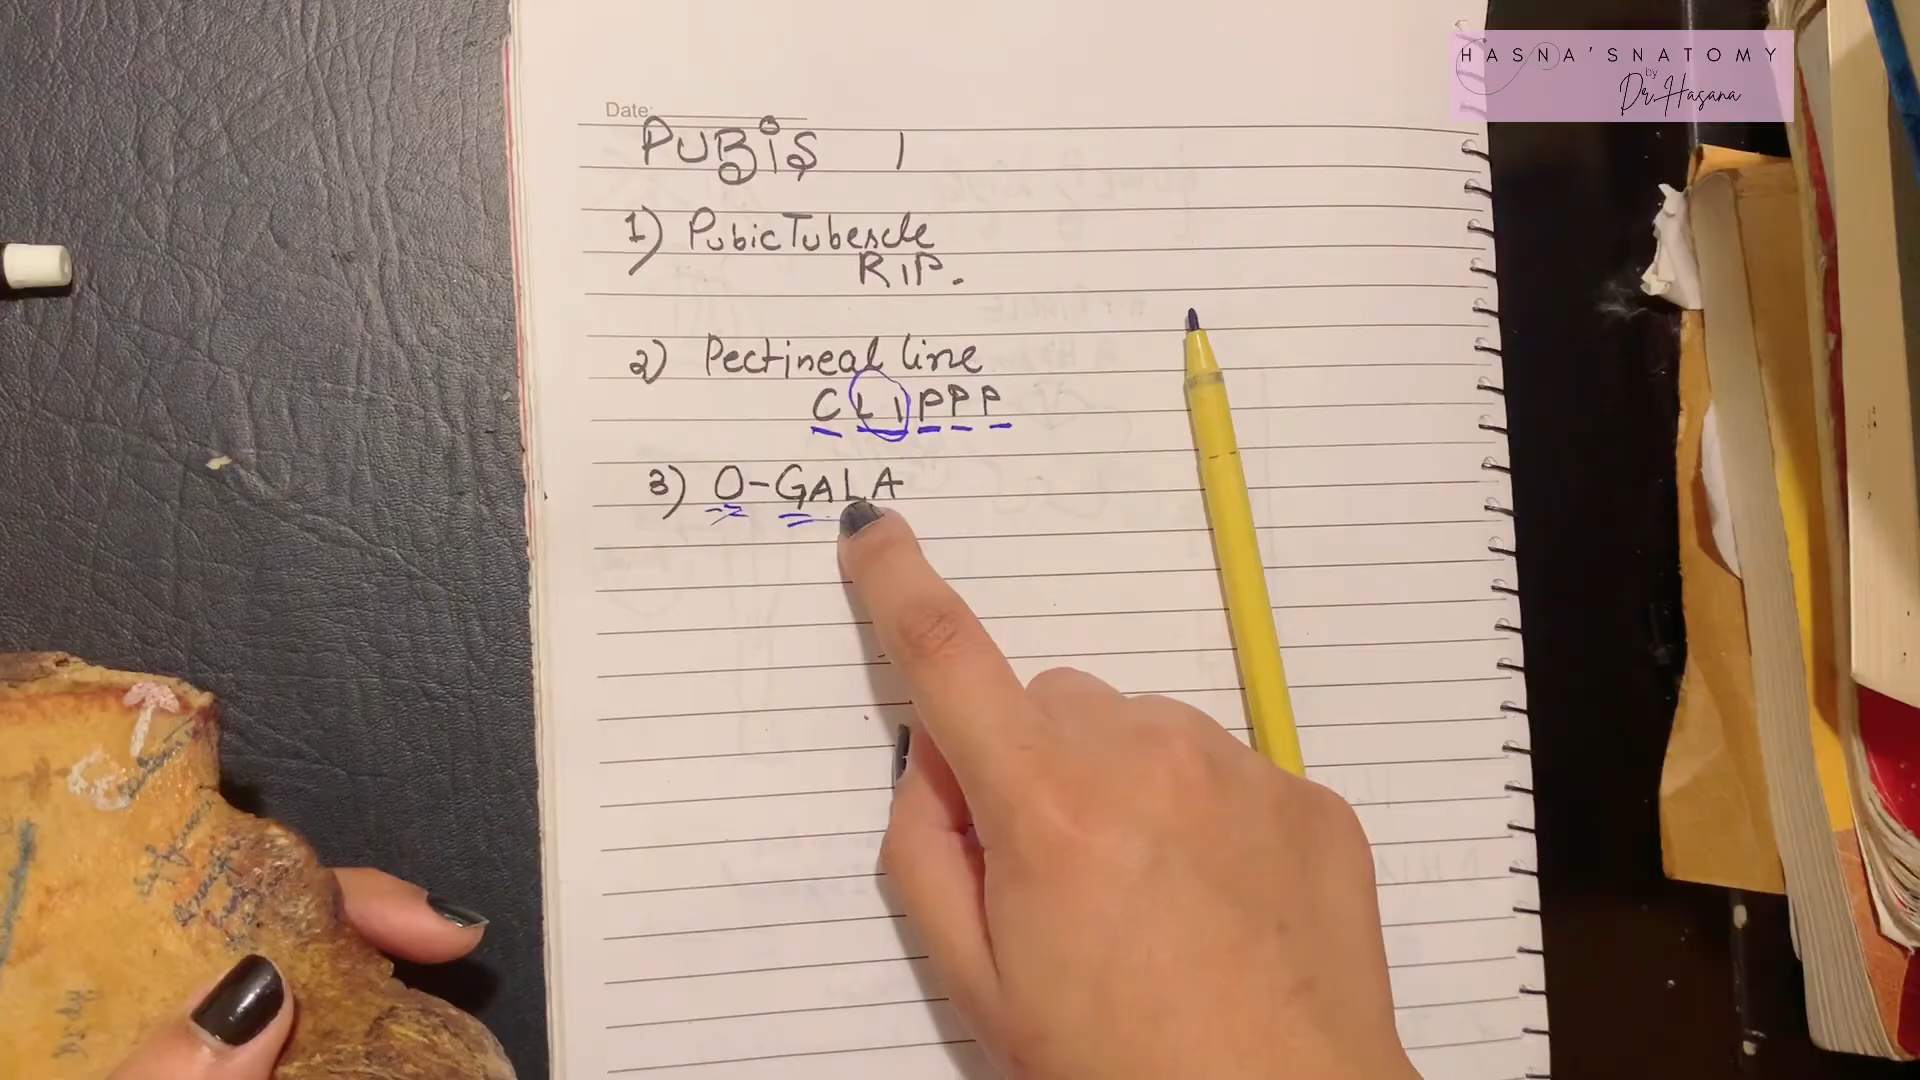 HASNA'SNATOMY
by
Dr.Hasana
Date:
PUBIS 1
1) Pubic Tubercle
RIP.
2) Pectineal line
CLIPPP
3) O-GALA